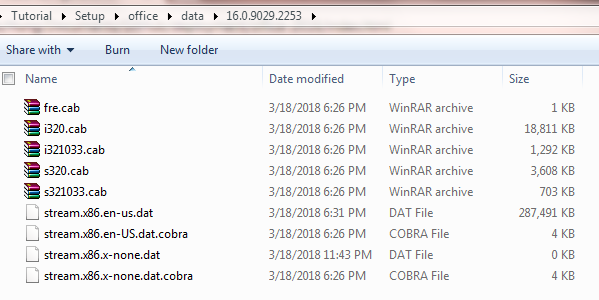 Tutorial ▸ Setup ▸ office ▸ data ▸ 16.0.9029.2253
Share with Burn New folder
Name Date modified Type Size
fre.cab 3/18/2018 6:26 PM WinRAR archive 1 KB
i320.cab 3/18/2018 6:26 PM WinRAR archive 18,811 KB
i321033.cab 3/18/2018 6:26 PM WinRAR archive 1,292 KB
s320.cab 3/18/2018 6:26 PM WinRAR archive 3,608 KB
s321033.cab 3/18/2018 6:26 PM WinRAR archive 703 KB
stream.x86.en-us.dat 3/18/2018 6:31 PM DAT File 287,491 KB
stream.x86.en-US.dat.cobra 3/18/2018 6:26 PM COBRA File 4 KB
stream.x86.x-none.dat 3/18/2018 11:43 PM DAT File 0 KB
stream.x86.x-none.dat.cobra 3/18/2018 6:26 PM COBRA File 4 KB